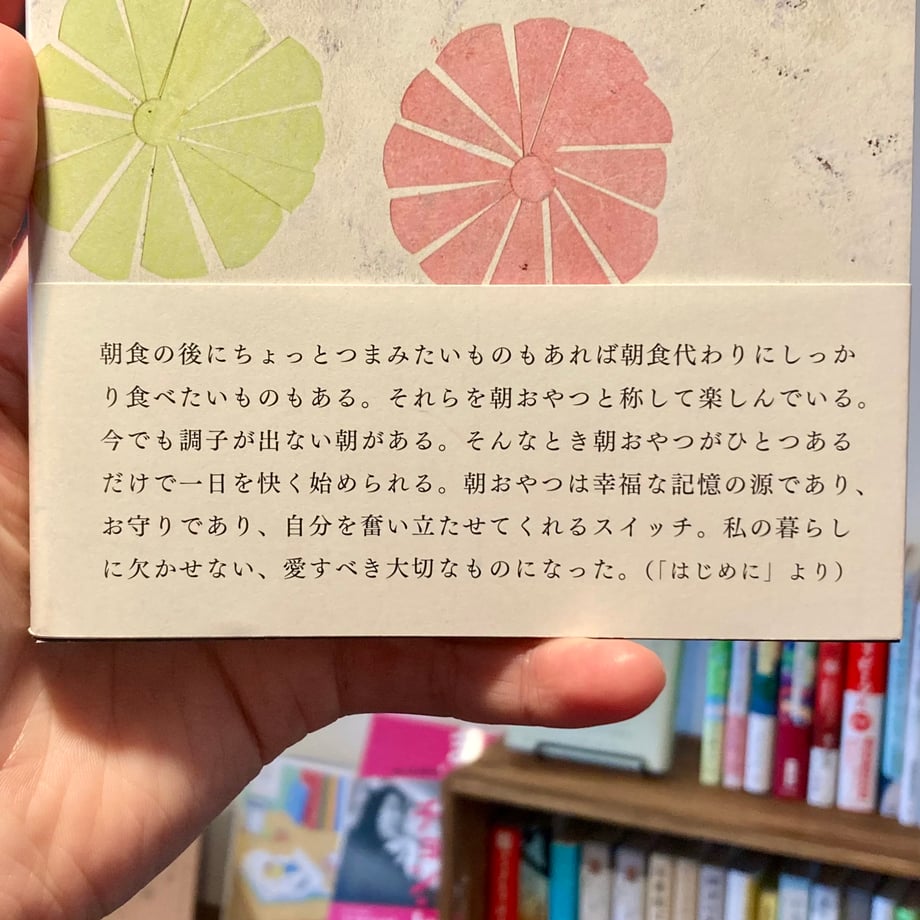 朝食の後にちょっとつまみたいものもあれば朝食代わりにしっか
り食べたいものもある。それらを朝おやつと称して楽しんでいる。
今でも調子が出ない朝がある。そんなとき朝おやつがひとつある
だけで一日を快く始められる。朝おやつは幸福な記憶の源であり、
お守りであり、自分を奮い立たせてくれるスイッチ。私の暮らし
に欠かせない、愛すべき大切なものになった。(「はじめに」より)